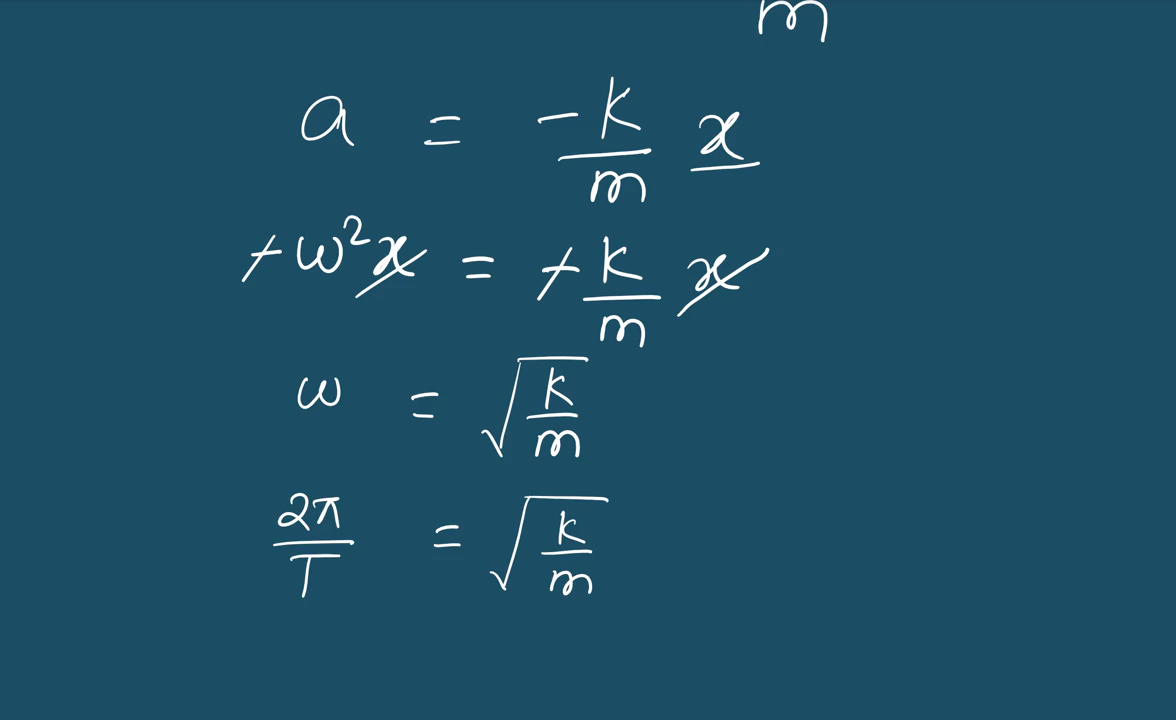 m
a = -k/m x
-ω²x = -k/m x
ω = √(k/m)
2π/T = √(k/m)